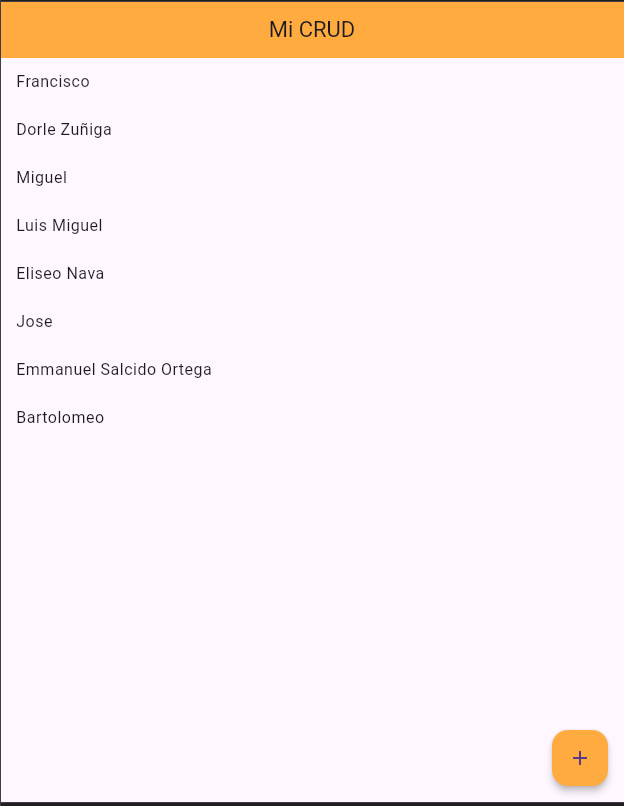 Mi CRUD
Francisco
Dorle Zuñiga
Miguel
Luis Miguel
Eliseo Nava
Jose
Emmanuel Salcido Ortega
Bartolomeo
+